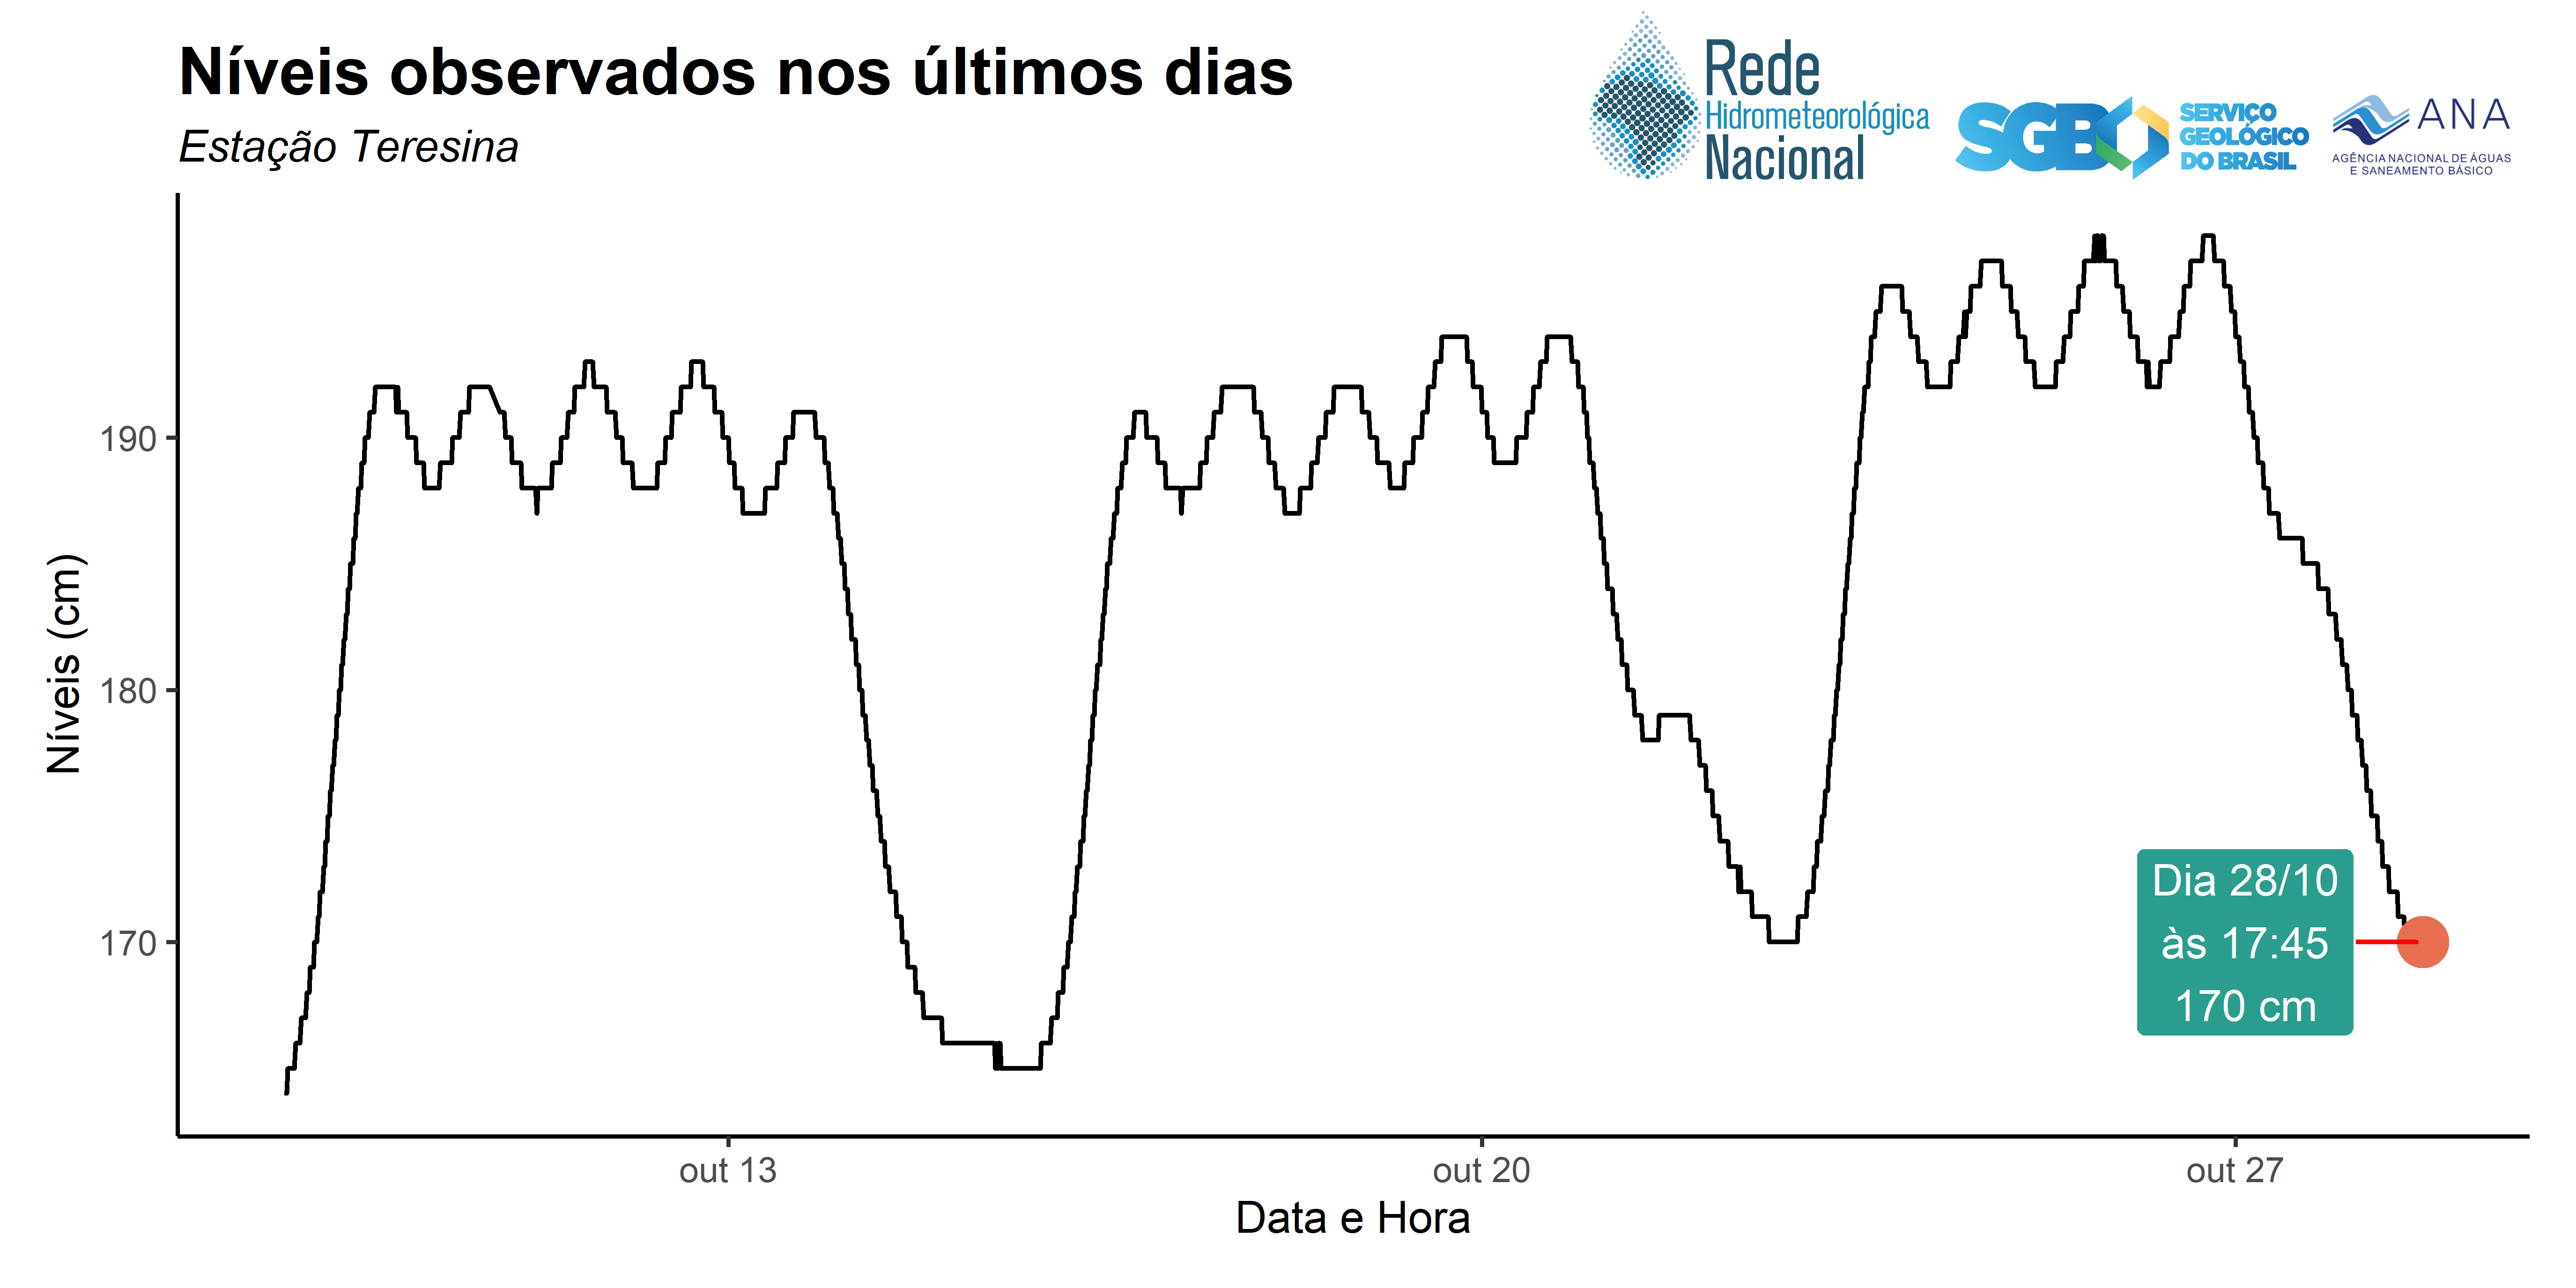 Níveis observados nos últimos dias
Estação Teresina
Rede
Hidrometeorológica
Nacional
SGB
SERVIÇO
GEOLÓGICO
DO BRASIL
ANA
AGÊNCIA NACIONAL DE ÁGUAS
E SANEAMENTO BÁSICO
Níveis (cm)
190
180
170
Dia 28/10
às 17:45
170 cm
out 13
out 20
out 27
Data e Hora